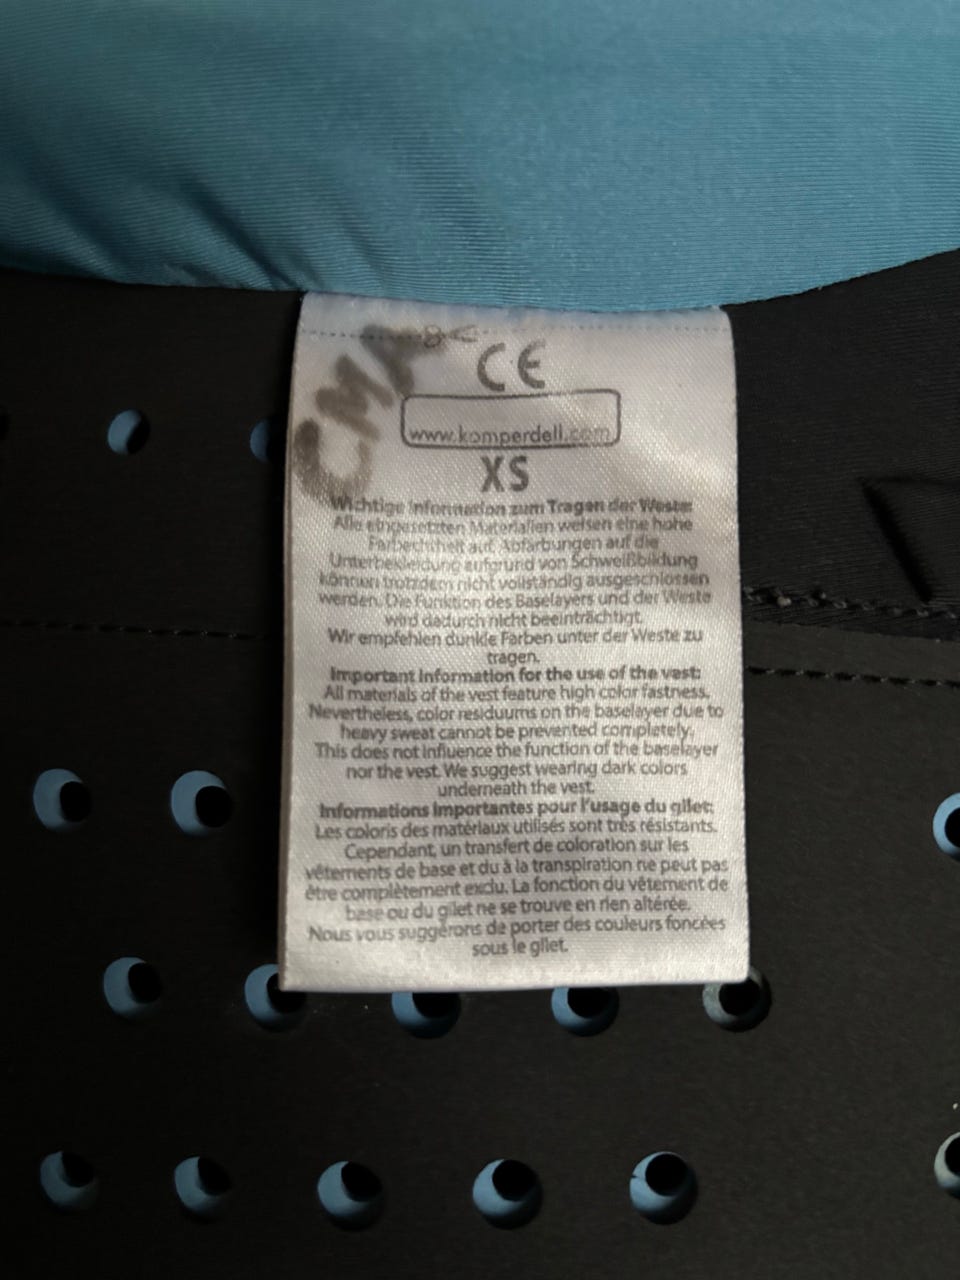 CMA
CE
www.komperdell.com
XS
Wichtige Information zum Tragen der Weste:
Alle eingesetzten Materialien weisen eine hohe
Farbechtheit auf. Abfärbungen auf die
Unterbekleidung aufgrund von Schweißbildung
können trotzdem nicht vollständig ausgeschlossen
werden. Die Funktion des Baselayers und der Weste
wird dadurch nicht beeinträchtigt.
Wir empfehlen dunkle Farben unter der Weste zu
tragen.
Important Information for the use of the vest:
All materials of the vest feature high color fastness.
Nevertheless, color residuums on the baselayer due to
heavy sweat cannot be prevented completely.
This does not influence the function of the baselayer
nor the vest. We suggest wearing dark colors
underneath the vest.
Informations importantes pour l'usage du gilet:
Les coloris des matériaux utilisés sont très résistants.
Cependant, un transfert de coloration sur les
vêtements de base et du à la transpiration ne peut pas
être complètement exclu. La fonction du vêtement de
base ou du gilet ne se trouve en rien altérée.
Nous vous suggérons de porter des couleurs foncées
sous le gilet.